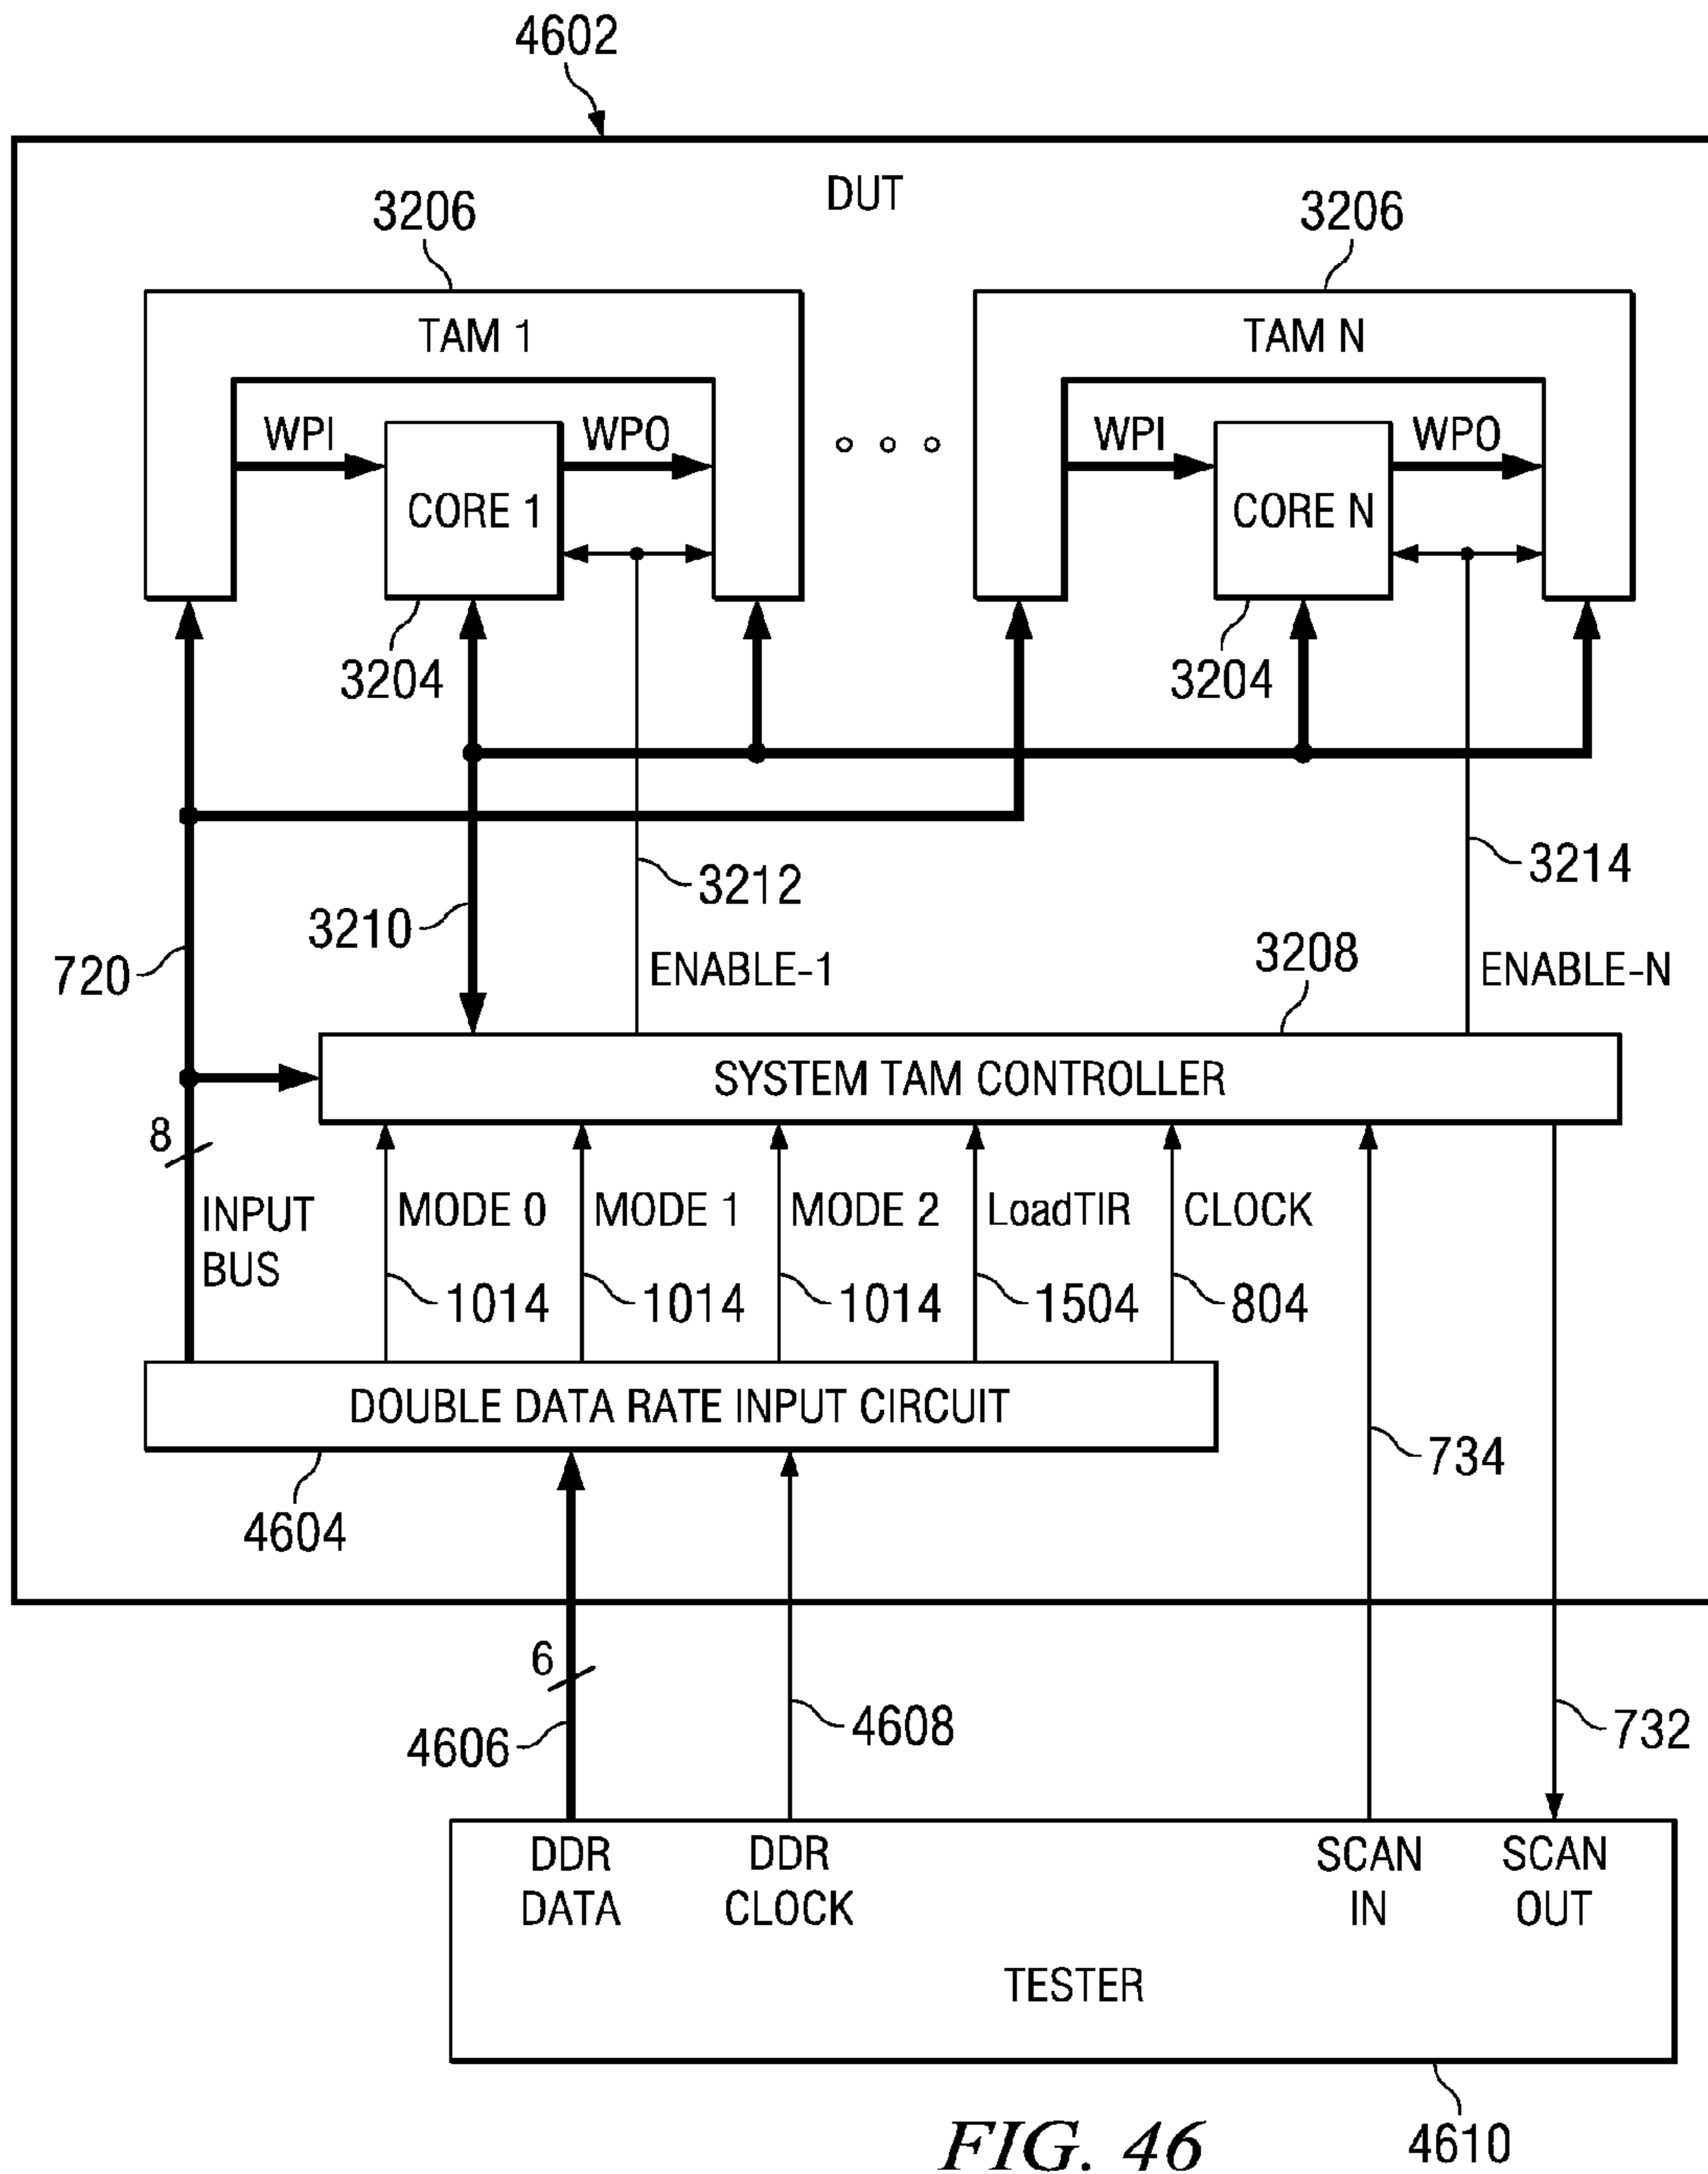 4602
DUT
3206
3206
TAM 1
TAM N
WPI
WPO
WPI
WPO
CORE 1
CORE N
3204
3204
3212
3214
3210
720
ENABLE-1
3208
ENABLE-N
SYSTEM TAM CONTROLLER
8
INPUT
BUS
MODE 0
MODE 1
MODE 2
LoadTIR
CLOCK
1014
1014
1014
1504
804
DOUBLE DATA RATE INPUT CIRCUIT
734
4604
6
4606
4608
732
DDR
DATA
DDR
CLOCK
SCAN
IN
SCAN
OUT
TESTER
4610
FIG. 46